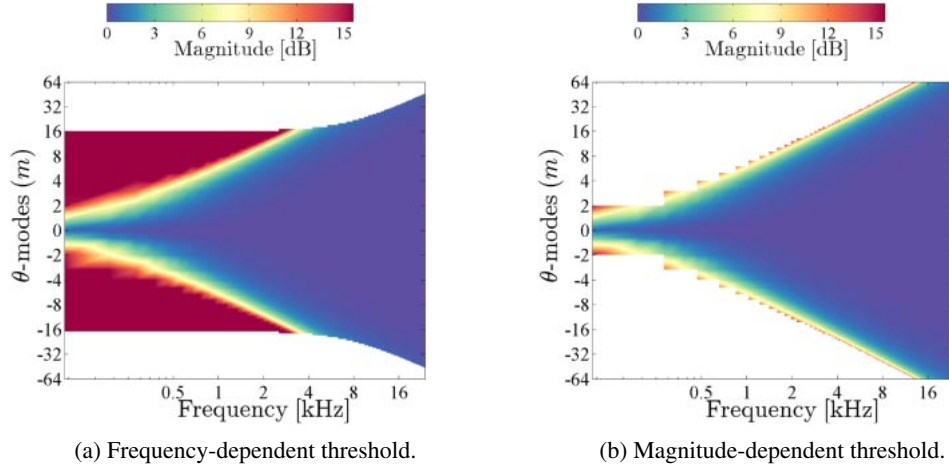 0 3 6 9 12 15
Magnitude [dB]
64
32
16
8
4
2
0
-2
-4
-8
-16
-32
-64
θ-modes (m)
0.5 1 2 4 8 16
Frequency [kHz]
(a) Frequency-dependent threshold.
0 3 6 9 12 15
Magnitude [dB]
64
32
16
8
4
2
0
-2
-4
-8
-16
-32
-64
θ-modes (m)
0.5 1 2 4 8 16
Frequency [kHz]
(b) Magnitude-dependent threshold.